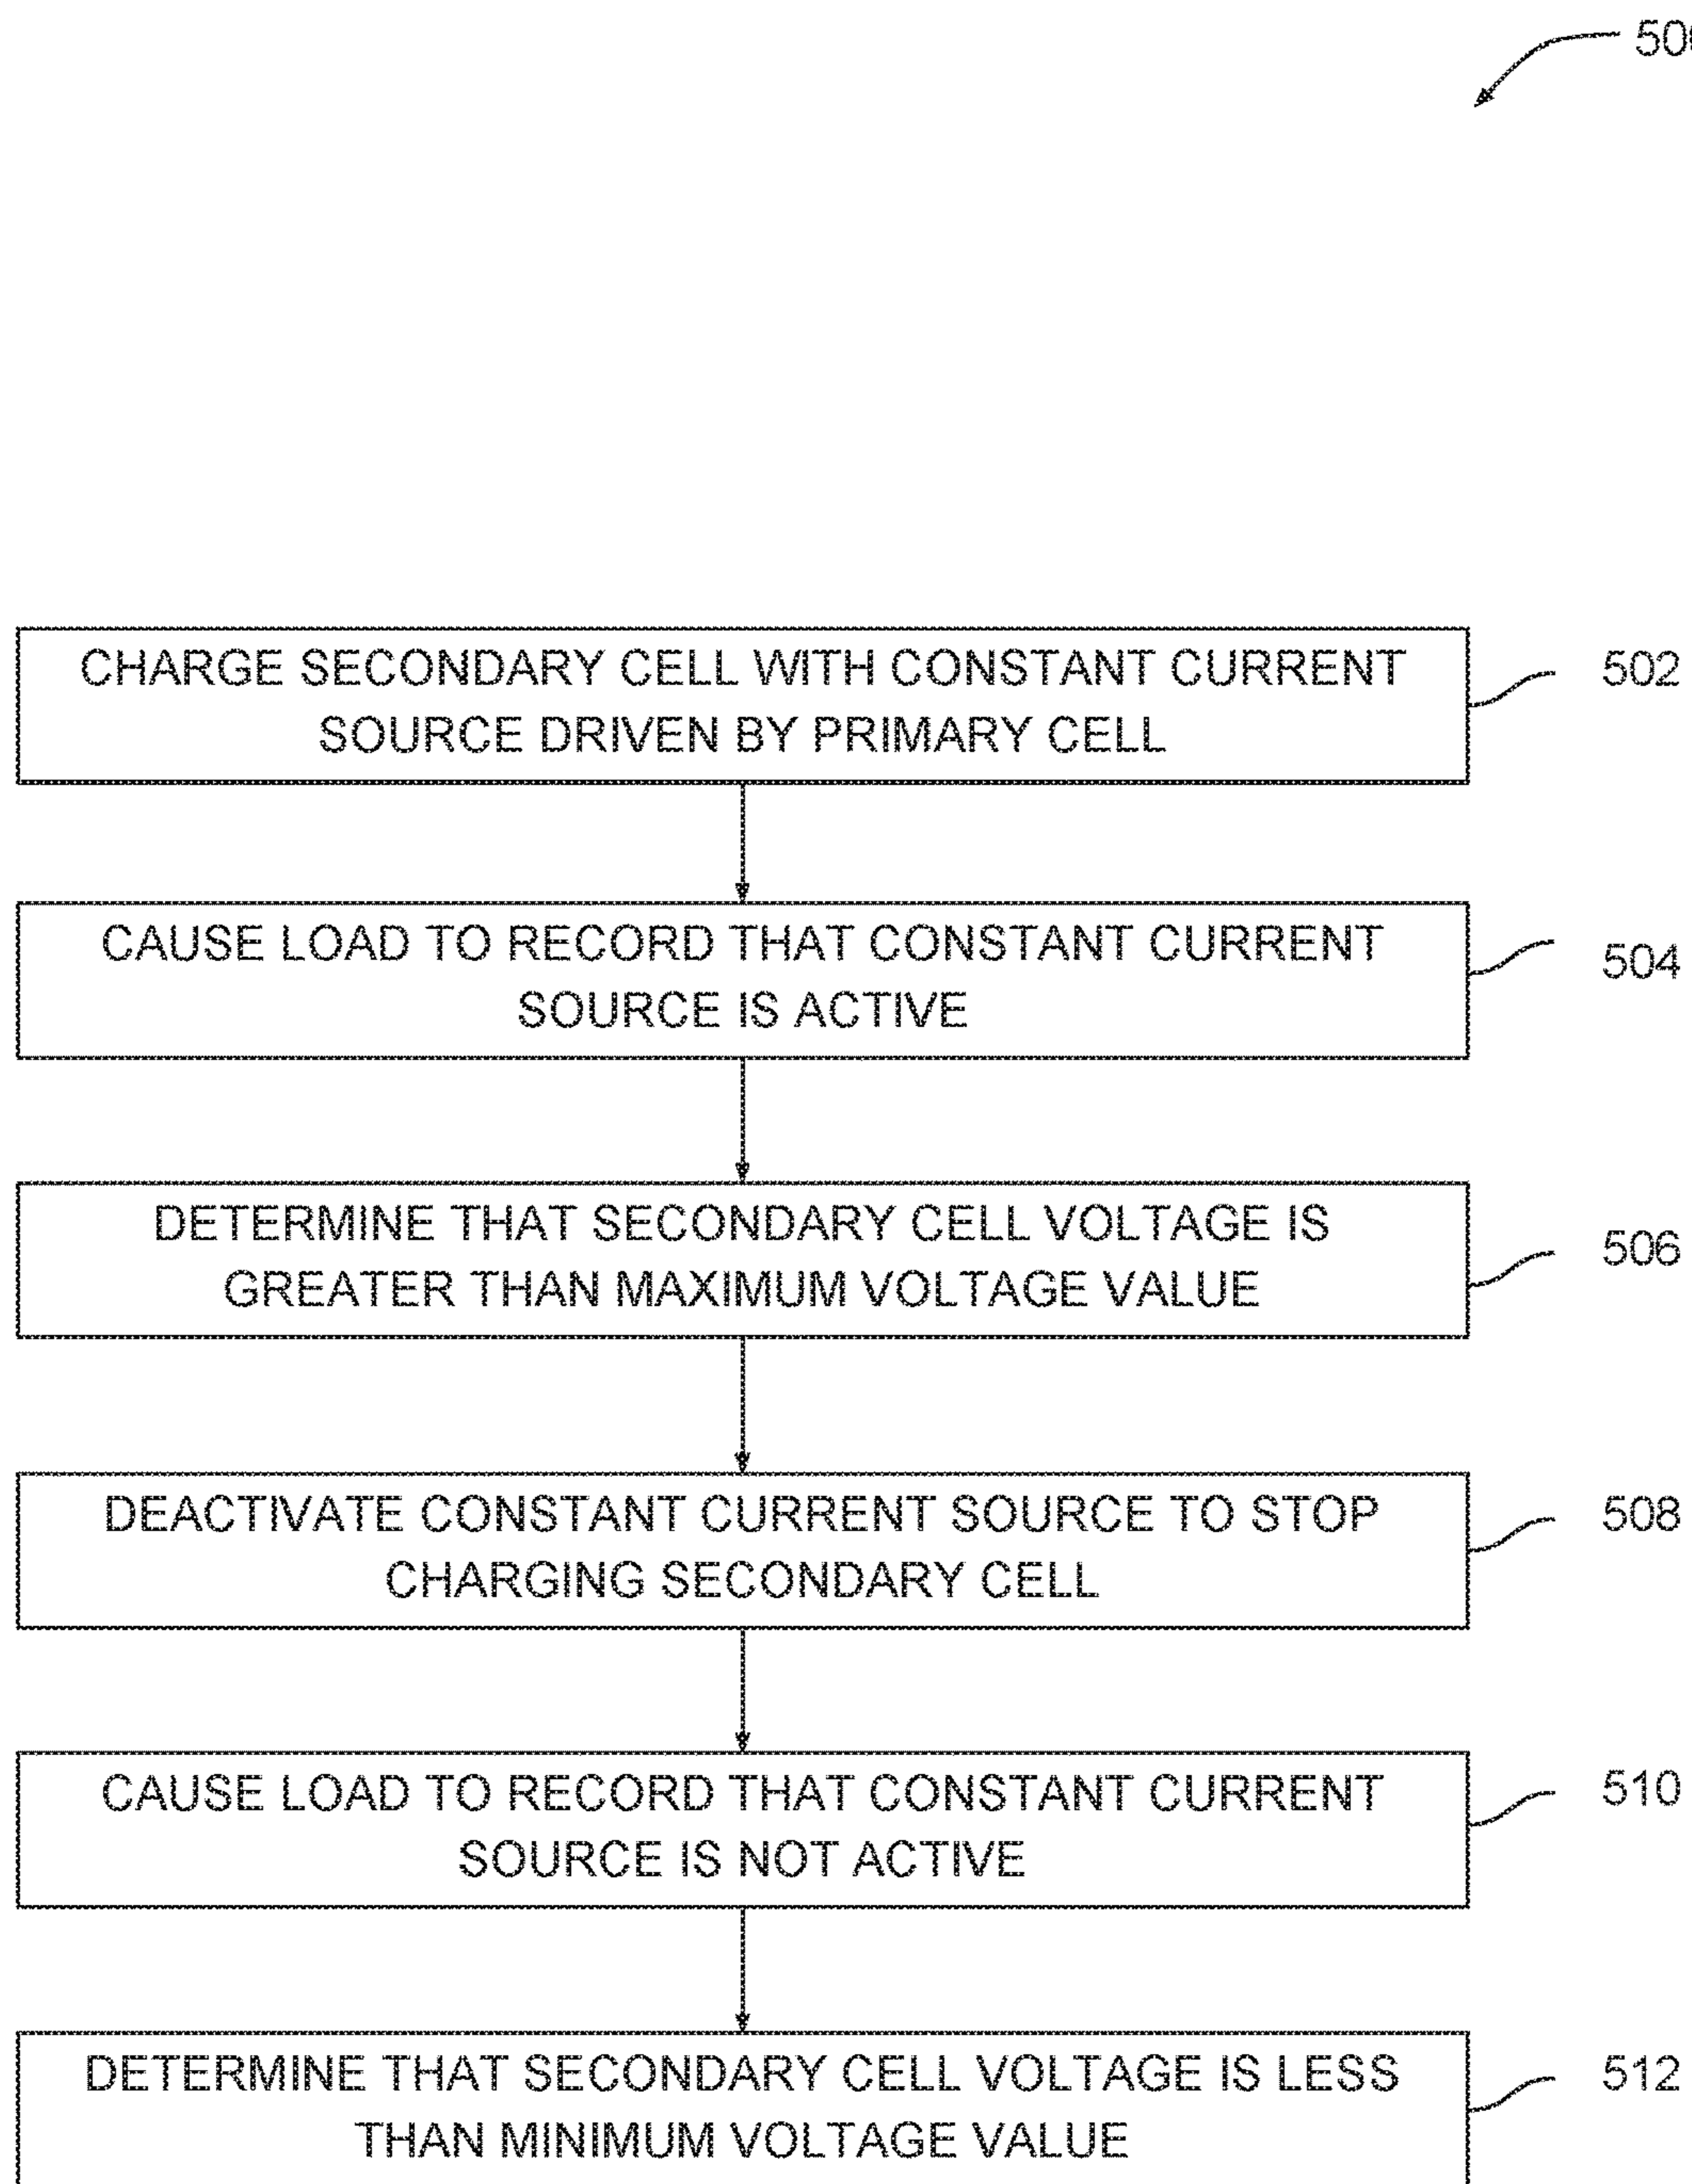 CHARGE SECONDARY CELL WITH CONSTANT CURRENT
SOURCE DRIVEN BY PRIMARY CELL
502
CAUSE LOAD TO RECORD THAT CONSTANT CURRENT
SOURCE IS ACTIVE
504
DETERMINE THAT SECONDARY CELL VOLTAGE IS
GREATER THAN MAXIMUM VOLTAGE VALUE
506
DEACTIVATE CONSTANT CURRENT SOURCE TO STOP
CHARGING SECONDARY CELL
508
CAUSE LOAD TO RECORD THAT CONSTANT CURRENT
SOURCE IS NOT ACTIVE
510
DETERMINE THAT SECONDARY CELL VOLTAGE IS LESS
THAN MINIMUM VOLTAGE VALUE
512